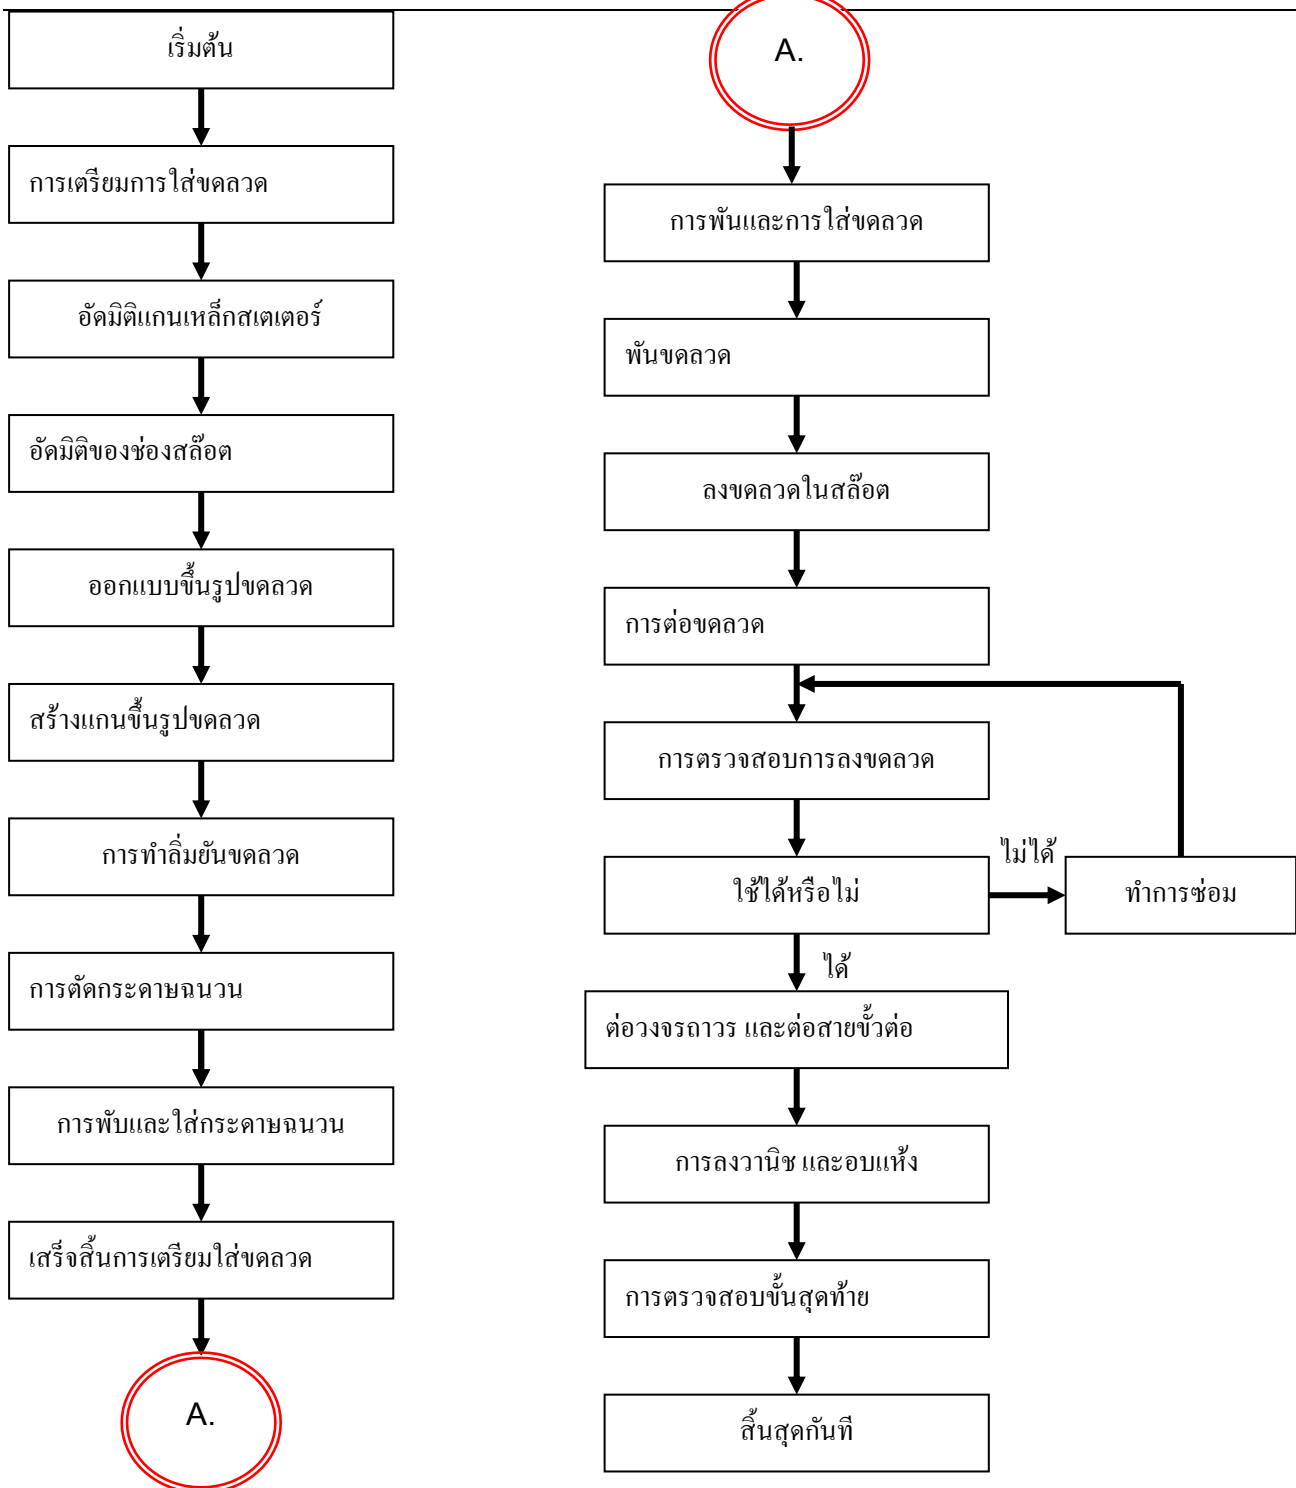 เริ่มต้น
การเตรียมการใส่ขดลวด
อัดมิติแกนเหล็กสเตเตอร์
อัดมิติของช่องสล๊อต
ออกแบบขึ้นรูปขดลวด
สร้างแกนขึ้นรูปขดลวด
การทำลิ่มยันขดลวด
การตัดกระดาษฉนวน
การพับและใส่กระดาษฉนวน
เสร็จสิ้นการเตรียมใส่ขดลวด
A.
A.
การพันและการใส่ขดลวด
พันขดลวด
ลงขดลวดในสล๊อต
การต่อขดลวด
การตรวจสอบการลงขดลวด
ใช้ได้หรือไม่
ไม่ได้
ทำการซ่อม
ได้
ต่อวงจรถาวร และต่อสายขั้วต่อ
การลงวานิช และอบแห้ง
การตรวจสอบขั้นสุดท้าย
สิ้นสุดกันที